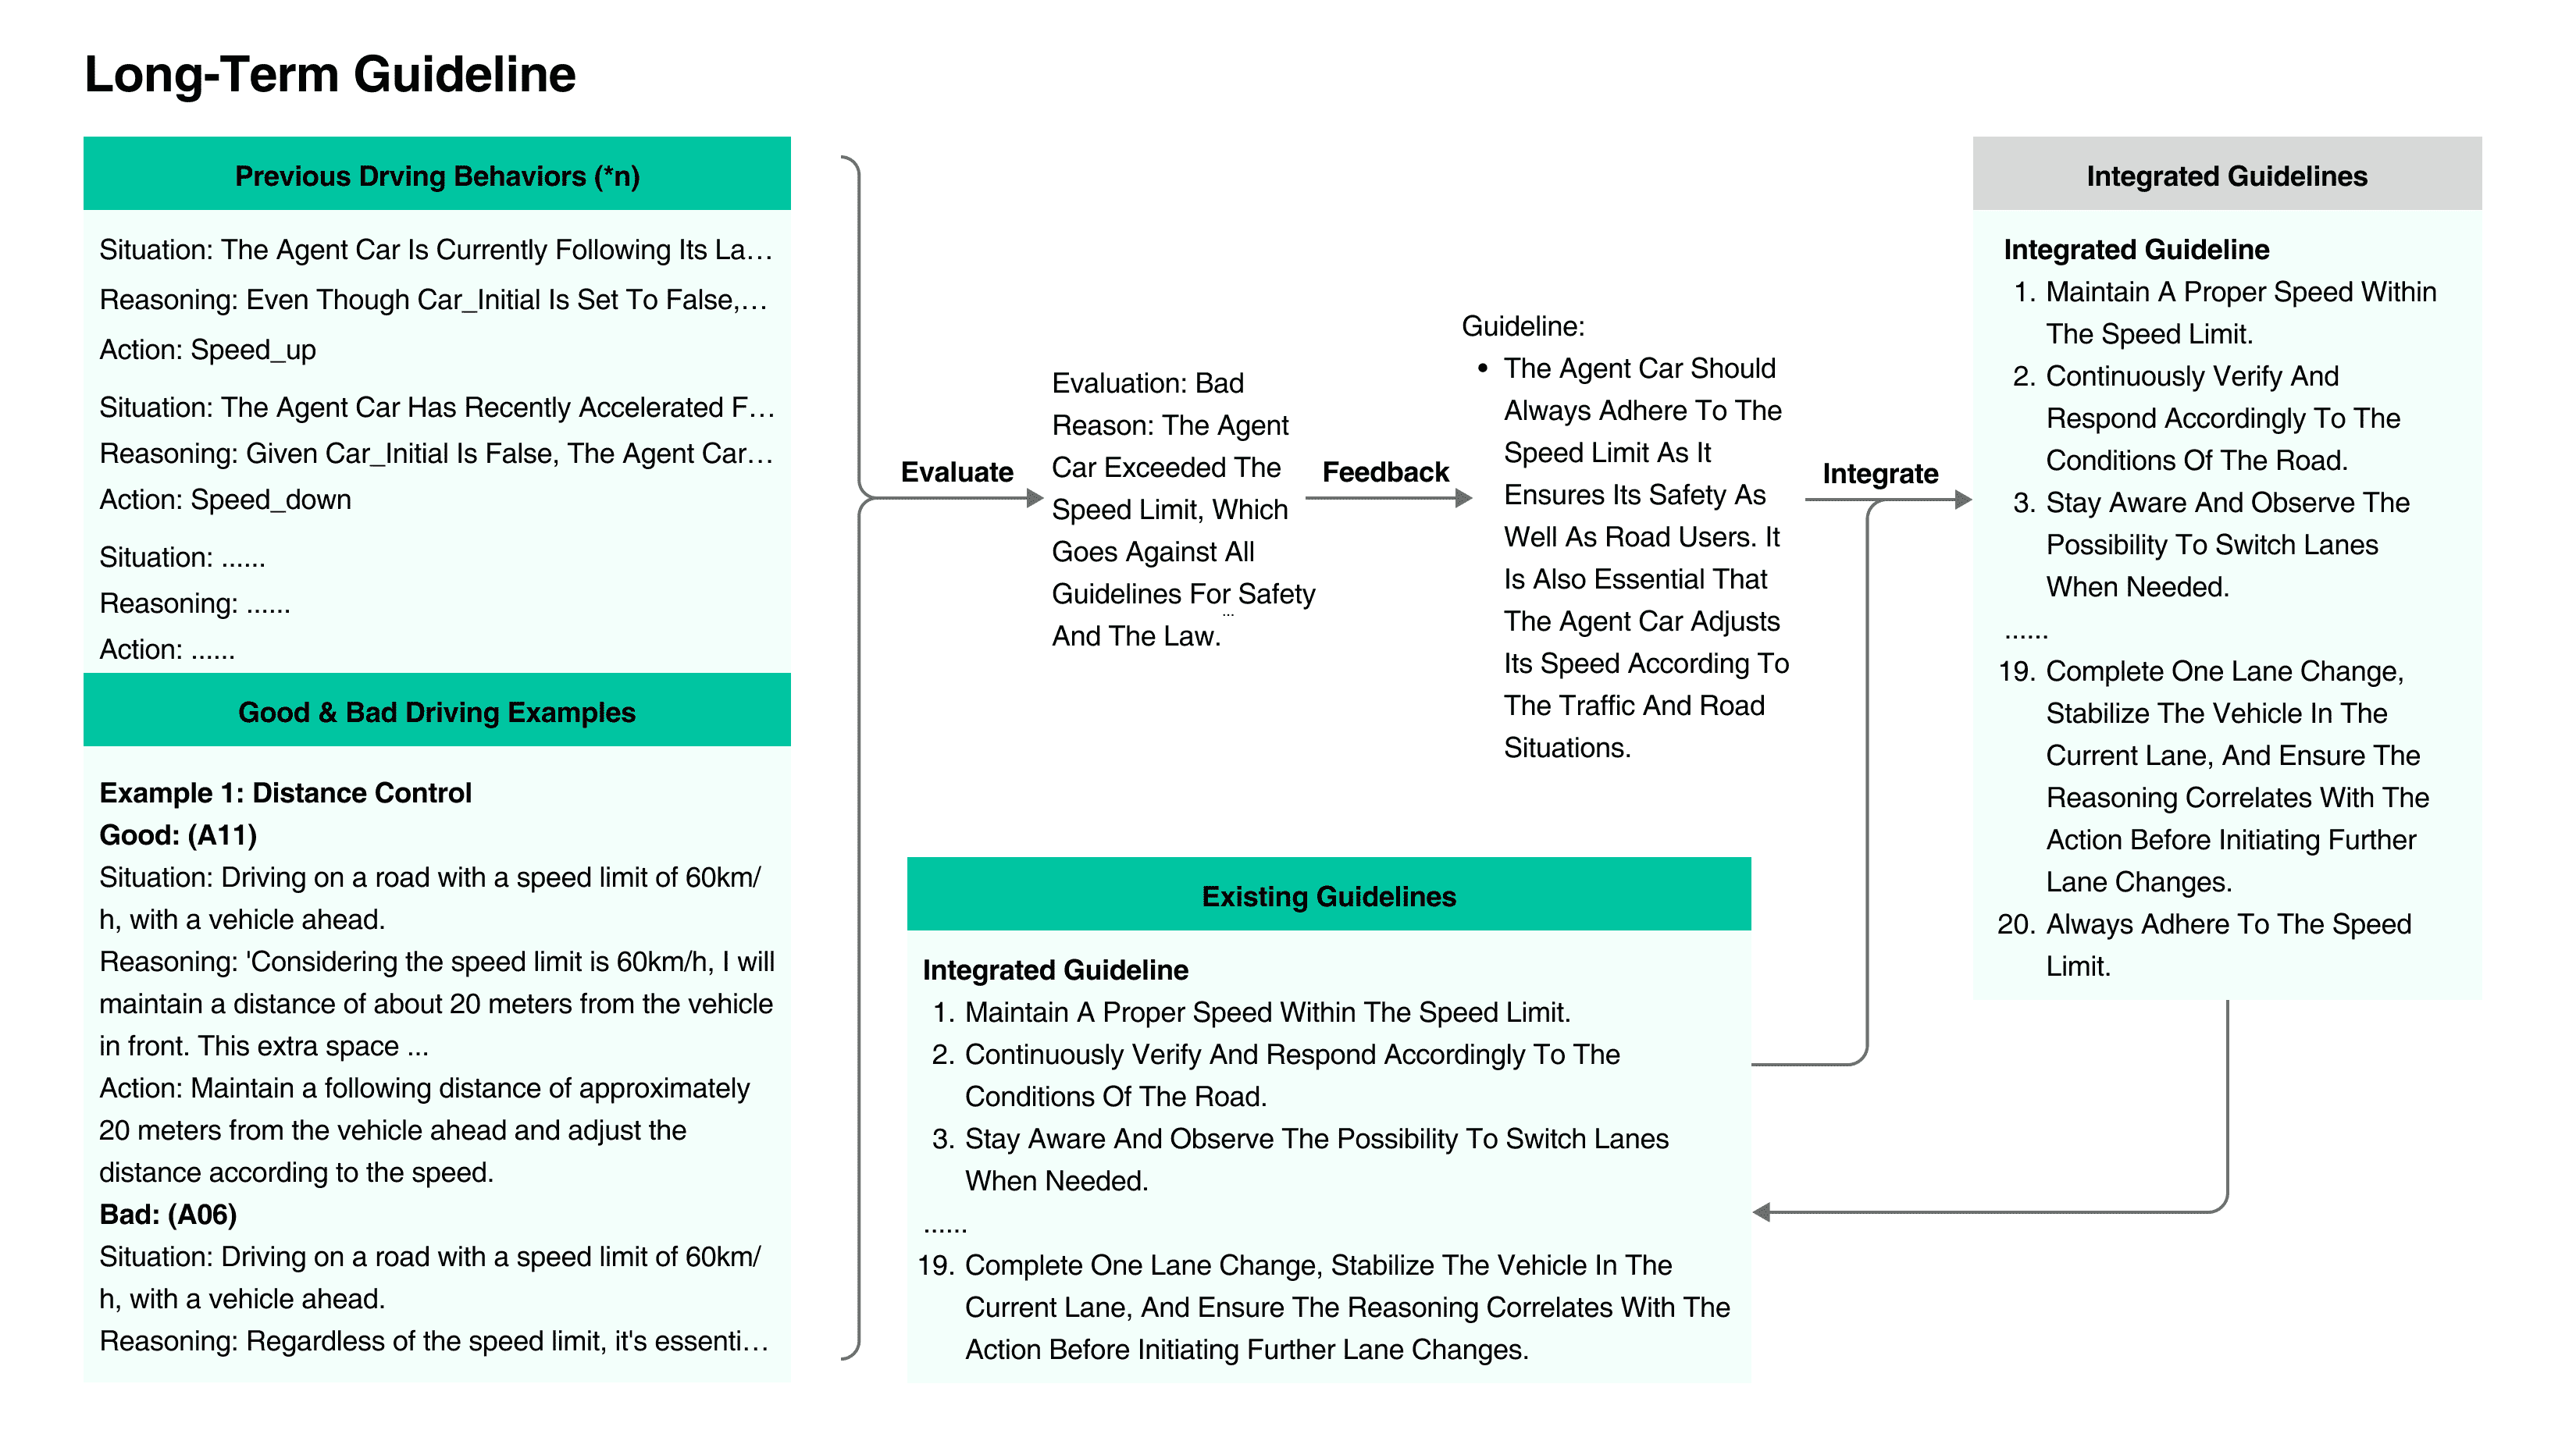 Long-Term Guideline
Previous Drving Behaviors (*n)
Situation: The Agent Car Is Currently Following Its La...
Reasoning: Even Though Car_Initial Is Set To False,...
Action: Speed_up
Situation: The Agent Car Has Recently Accelerated F...
Reasoning: Given Car_Initial Is False, The Agent Car...
Action: Speed_down
Situation: ......
Reasoning: ......
Action: ......
Good & Bad Driving Examples
Example 1: Distance Control
Good: (A11)
Situation: Driving on a road with a speed limit of 60km/
h, with a vehicle ahead.
Reasoning: 'Considering the speed limit is 60km/h, I will
maintain a distance of about 20 meters from the vehicle
in front. This extra space ...
Action: Maintain a following distance of approximately
20 meters from the vehicle ahead and adjust the
distance according to the speed.
Bad: (A06)
Situation: Driving on a road with a speed limit of 60km/
h, with a vehicle ahead.
Reasoning: Regardless of the speed limit, it's essenti...
Evaluate
Evaluation: Bad
Reason: The Agent
Car Exceeded The
Speed Limit, Which
Goes Against All
Guidelines For Safety
...
And The Law.
Feedback
Guideline:
• The Agent Car Should
Always Adhere To The
Speed Limit As It
Ensures Its Safety As
Well As Road Users. It
Is Also Essential That
The Agent Car Adjusts
Its Speed According To
The Traffic And Road
Situations.
Integrate
Existing Guidelines
Integrated Guideline
1. Maintain A Proper Speed Within The Speed Limit.
2. Continuously Verify And Respond Accordingly To The
Conditions Of The Road.
3. Stay Aware And Observe The Possibility To Switch Lanes
When Needed.
......
19. Complete One Lane Change, Stabilize The Vehicle In The
Current Lane, And Ensure The Reasoning Correlates With The
Action Before Initiating Further Lane Changes.
Integrated Guidelines
Integrated Guideline
1. Maintain A Proper Speed Within
The Speed Limit.
2. Continuously Verify And
Respond Accordingly To The
Conditions Of The Road.
3. Stay Aware And Observe The
Possibility To Switch Lanes
When Needed.
......
19. Complete One Lane Change,
Stabilize The Vehicle In The
Current Lane, And Ensure The
Reasoning Correlates With The
Action Before Initiating Further
Lane Changes.
20. Always Adhere To The Speed
Limit.